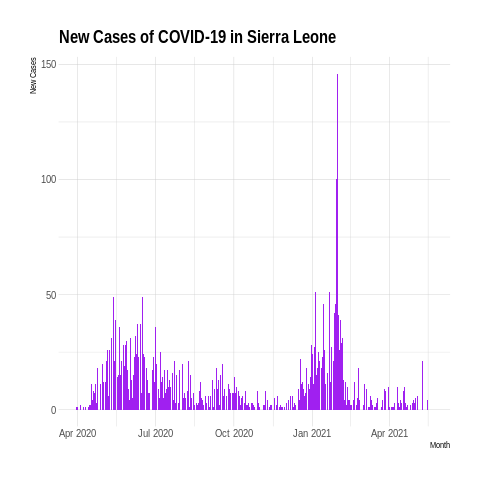 New Cases of COVID-19 in Sierra Leone
New Cases
150
100
50
0
Apr 2020 Jul 2020 Oct 2020 Jan 2021 Apr 2021
Month